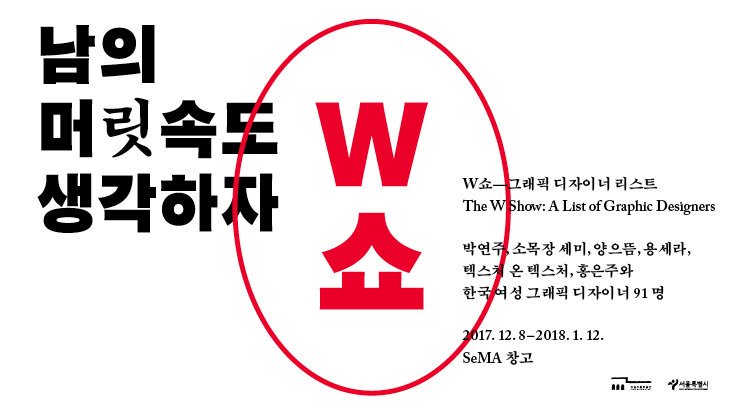 남의
머릿속도
생각하자
W
쇼
W쇼—그래픽 디자이너 리스트
The W Show: A List of Graphic Designers
박연주, 소목장 세미, 양으뜸, 용세라,
텍스처 온 텍스처, 홍은주와
한국 여성 그래픽 디자이너 91 명
2017. 12. 8 – 2018. 1. 12.
SeMA 창고
서울특별시